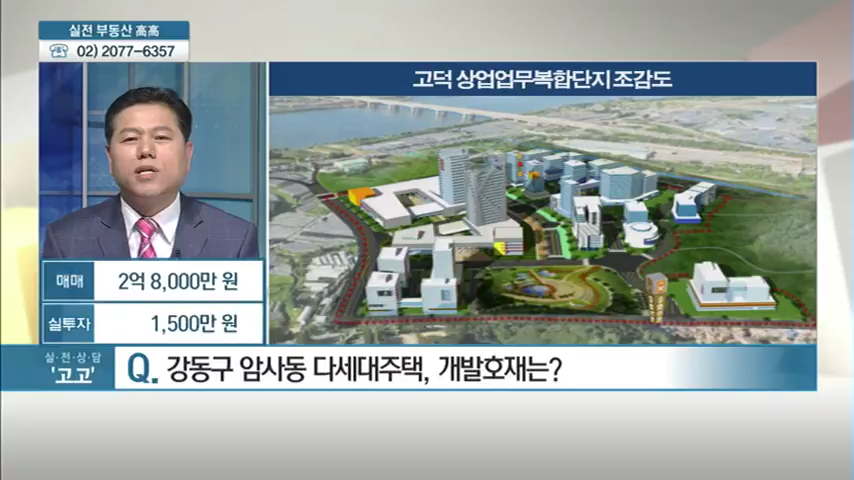 실전 부동산 高高
☎ 02) 2077-6357
고덕 상업업무복합단지 조감도
매매 2억 8,000만 원
실투자 1,500만 원
실·전·상·담
'고고'
Q. 강동구 암사동 다세대주택, 개발호재는?